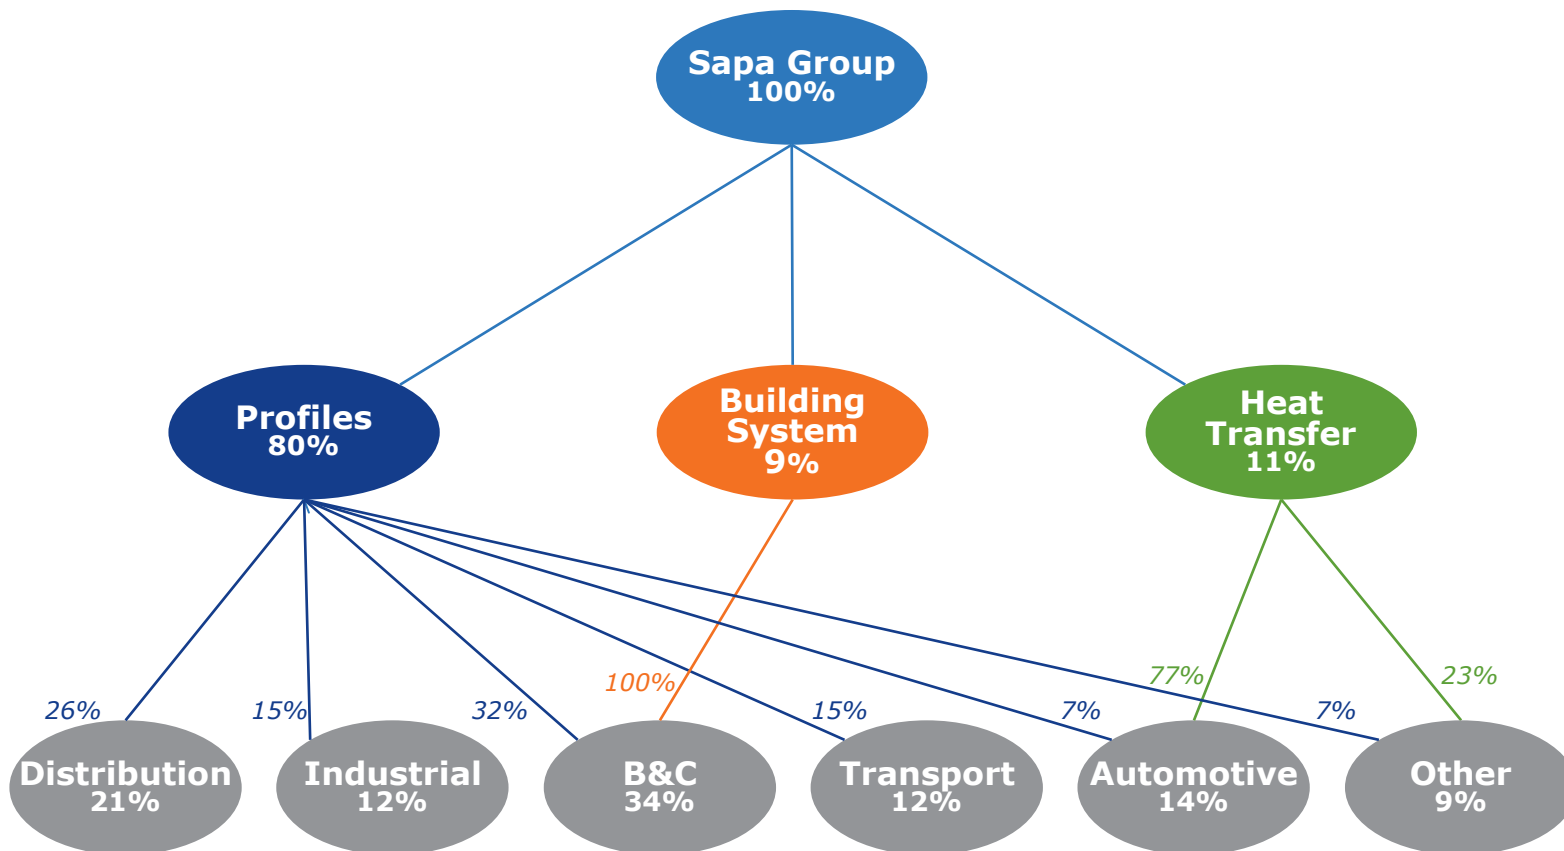 Sapa Group
100%
Profiles
80%
Building
System
9%
Heat
Transfer
11%
100%
77%
23%
26%
15%
32%
15%
7%
7%
Distribution
21%
Industrial
12%
B&C
34%
Transport
12%
Automotive
14%
Other
9%